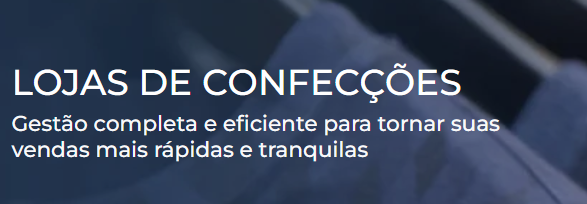 LOJAS DE CONFECÇÕES
Gestão completa e eficiente para tornar suas
vendas mais rápidas e tranquilas